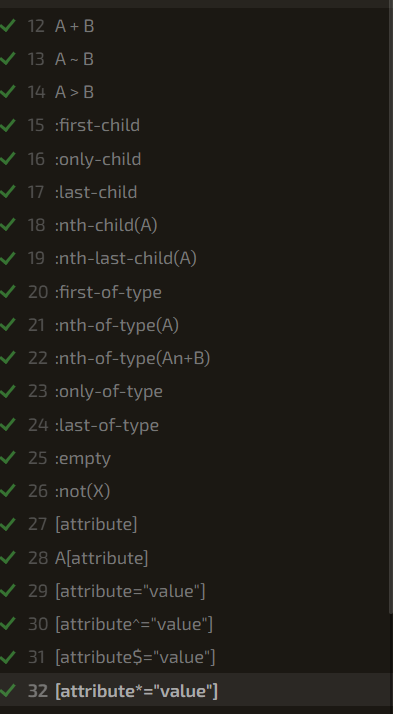 12 A + B
13 A ~ B
14 A > B
15 :first-child
16 :only-child
17 :last-child
18 :nth-child(A)
19 :nth-last-child(A)
20 :first-of-type
21 :nth-of-type(A)
22 :nth-of-type(An+B)
23 :only-of-type
24 :last-of-type
25 :empty
26 :not(X)
27 [attribute]
28 A[attribute]
29 [attribute="value"]
30 [attribute^="value"]
31 [attribute$="value"]
32 [attribute*="value"]